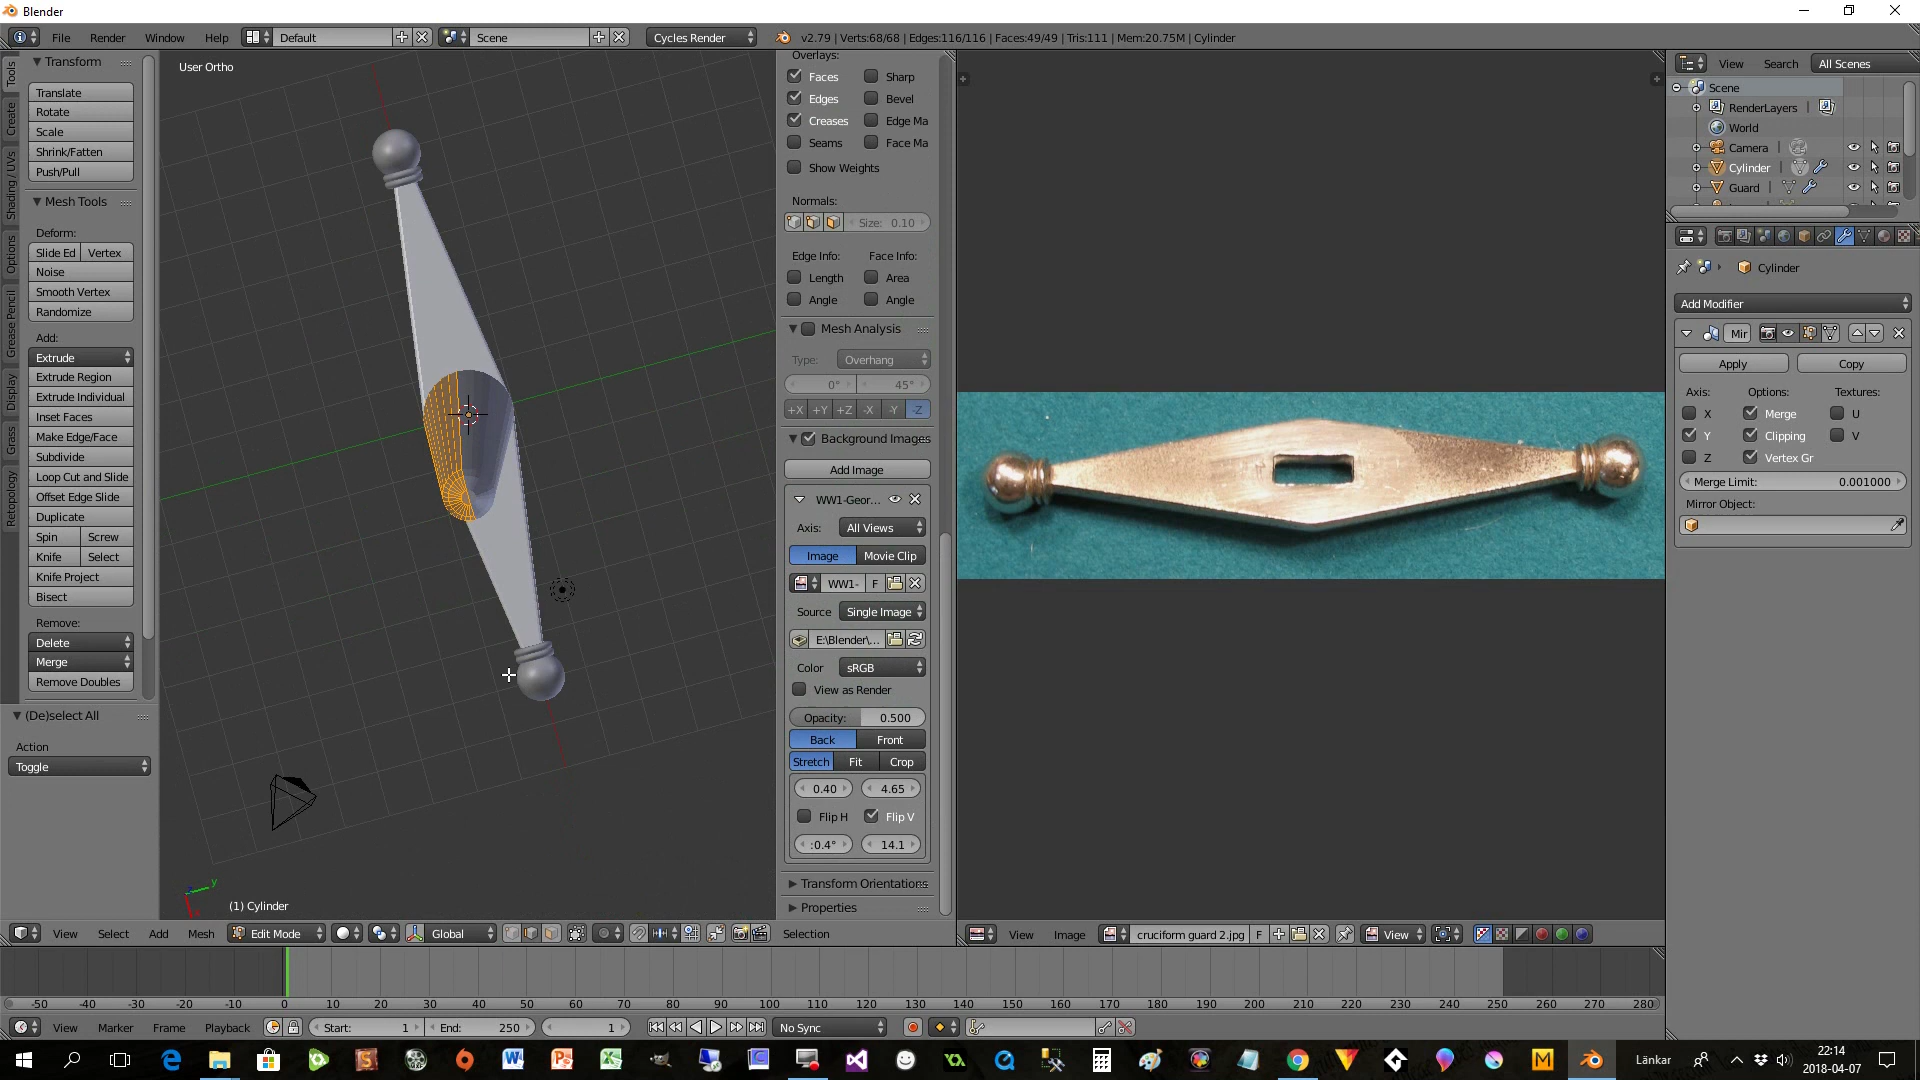 Blender
File Render Window Help Default Scene Cycles Render v2.79 | Verts:68/68 | Edges:116/116 | Faces:49/49 | Tris:111 | Mem:20.75M | Cylinder
Tools
Create
Shading / UVs
Options
Grease Pencil
Display
Grass
Retopology
Transform
Translate
Rotate
Scale
Shrink/Fatten
Push/Pull
Mesh Tools
Deform:
Slide Ed Vertex
Noise
Smooth Vertex
Randomize
Add:
Extrude
Extrude Region
Extrude Individual
Inset Faces
Make Edge/Face
Subdivide
Loop Cut and Slide
Offset Edge Slide
Duplicate
Spin Screw
Knife Select
Knife Project
Bisect
Remove:
Delete
Merge
Remove Doubles
(De)select All
Action
Toggle
User Ortho
y
(1) Cylinder
Overlays:
Faces Sharp
Edges Bevel
Creases Edge Ma
Seams Face Ma
Show Weights
Normals:
Size: 0.10
Edge Info: Face Info:
Length Area
Angle Angle
Mesh Analysis
Type: Overhang
0° 45°
+X +Y +Z -X -Y -Z
Background Images
Add Image
WW1-Geor...
Axis: All Views
Image Movie Clip
WW1- F
Source Single Image
E:\Blender\...
Color sRGB
View as Render
Opacity: 0.500
Back Front
Stretch Fit Crop
0.40 4.65
Flip H Flip V
:0.4° 14.1
Transform Orientations
Properties
View Select Add Mesh Edit Mode Global Selection
View Image cruciform guard 2.jpg F View
View Search All Scenes
Scene
RenderLayers
World
Camera
Cylinder
Guard
Cylinder
Add Modifier
Mir
Apply Copy
Axis: Options: Textures:
X Merge U
Y Clipping V
Z Vertex Gr
Merge Limit: 0.001000
Mirror Object:
-50 -40 -30 -20 -10 0 10 20 30 40 50 60 70 80 90 100 110 120 130 140 150 160 170 180 190 200 210 220 230 240 250 260 270 280
View Marker Frame Playback Start: 1 End: 250 1 No Sync
Länkar 22:14
2018-04-07